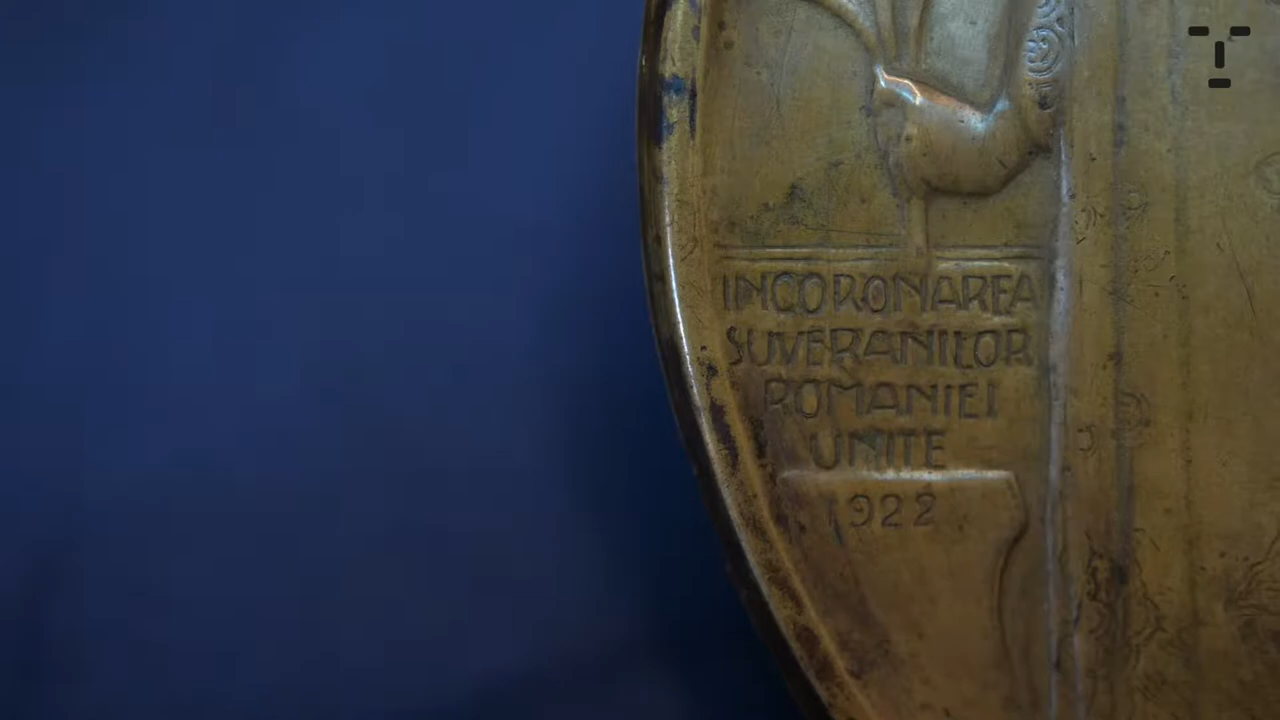 INCORONAREA
SUVERANILOR
ROMANIEI
UNITE
1922